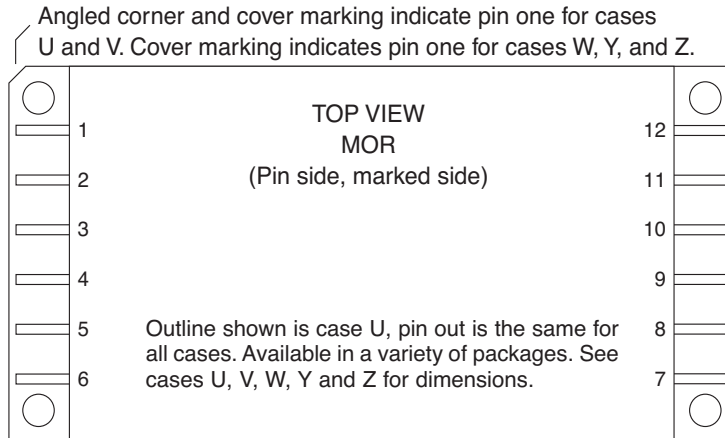 Angled corner and cover marking indicate pin one for cases
U and V. Cover marking indicates pin one for cases W, Y, and Z.
TOP VIEW
MOR
(Pin side, marked side)
1
12
2
11
3
10
4
9
5
8
6
7
Outline shown is case U, pin out is the same for
all cases. Available in a variety of packages. See
cases U, V, W, Y and Z for dimensions.